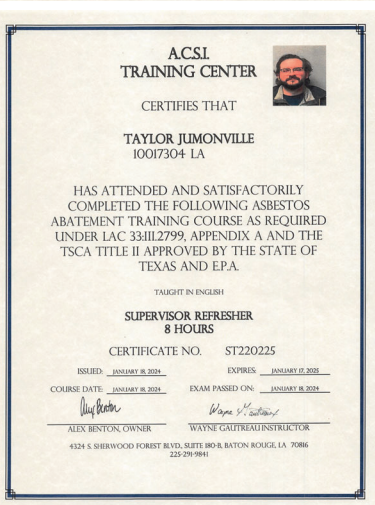 A.C.S.I.
TRAINING CENTER
CERTIFIES THAT
TAYLOR JUMONVILLE
10017304 LA
HAS ATTENDED AND SATISFACTORILY
COMPLETED THE FOLLOWING ASBESTOS
ABATEMENT TRAINING COURSE AS REQUIRED
UNDER LAC 33:III.2799, APPENDIX A AND THE
TSCA TITLE II APPROVED BY THE STATE OF
TEXAS AND E.P.A.
TAUGHT IN ENGLISH
SUPERVISOR REFRESHER
8 HOURS
CERTIFICATE NO. ST220225
ISSUED: JANUARY 18, 2024 EXPIRES: JANUARY 17, 2025
COURSE DATE: JANUARY 18, 2024 EXAM PASSED ON: JANUARY 18, 2024
Alex Benton Wayne Gautreau
ALEX BENTON, OWNER WAYNE GAUTREAU INSTRUCTOR
4324 S. SHERWOOD FOREST BLVD., SUITE 180-B, BATON ROUGE, LA 70816
225-291-9841